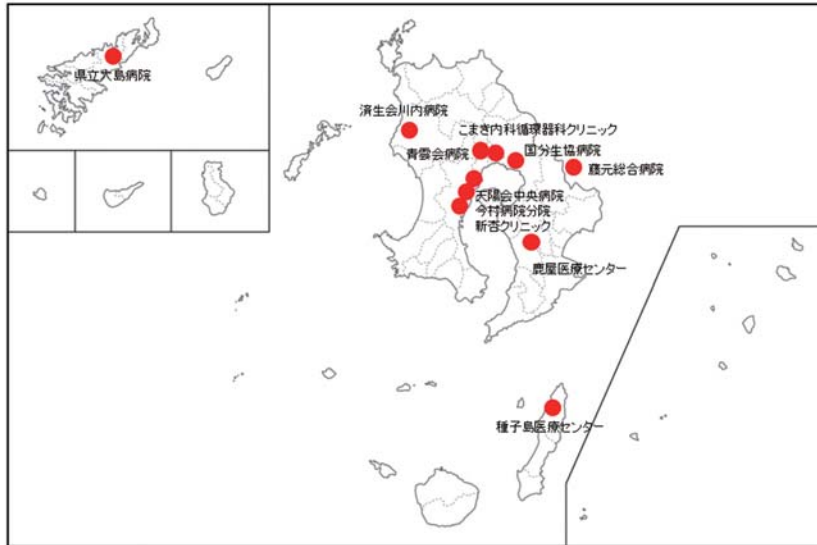 県立大島病院
済生会川内病院
こまき内科循環器科クリニック
青雲会病院
国分生協病院
藤元総合病院
天陽会中央病院
今村病院分院
新杏クリニック
鹿屋医療センター
種子島医療センター